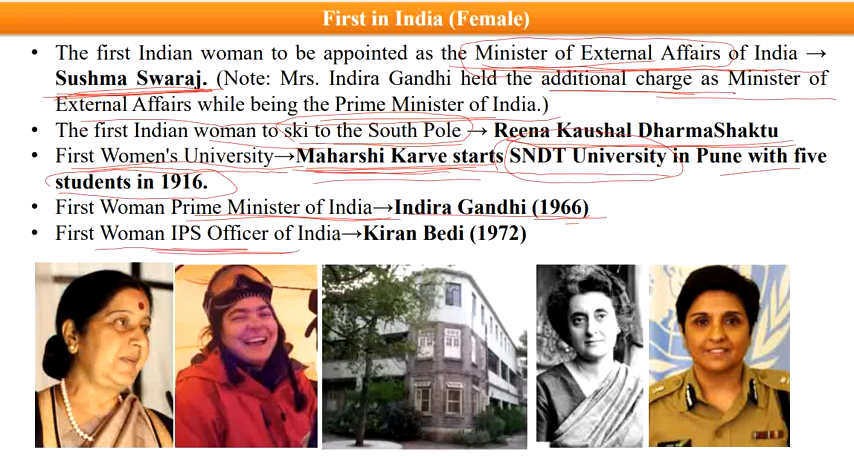 First in India (Female)
• The first Indian woman to be appointed as the Minister of External Affairs of India →
Sushma Swaraj. (Note: Mrs. Indira Gandhi held the additional charge as Minister of
External Affairs while being the Prime Minister of India.)
• The first Indian woman to ski to the South Pole → Reena Kaushal DharmaShaktu
• First Women's University→Maharshi Karve starts SNDT University in Pune with five
students in 1916.
• First Woman Prime Minister of India→Indira Gandhi (1966)
• First Woman IPS Officer of India→Kiran Bedi (1972)